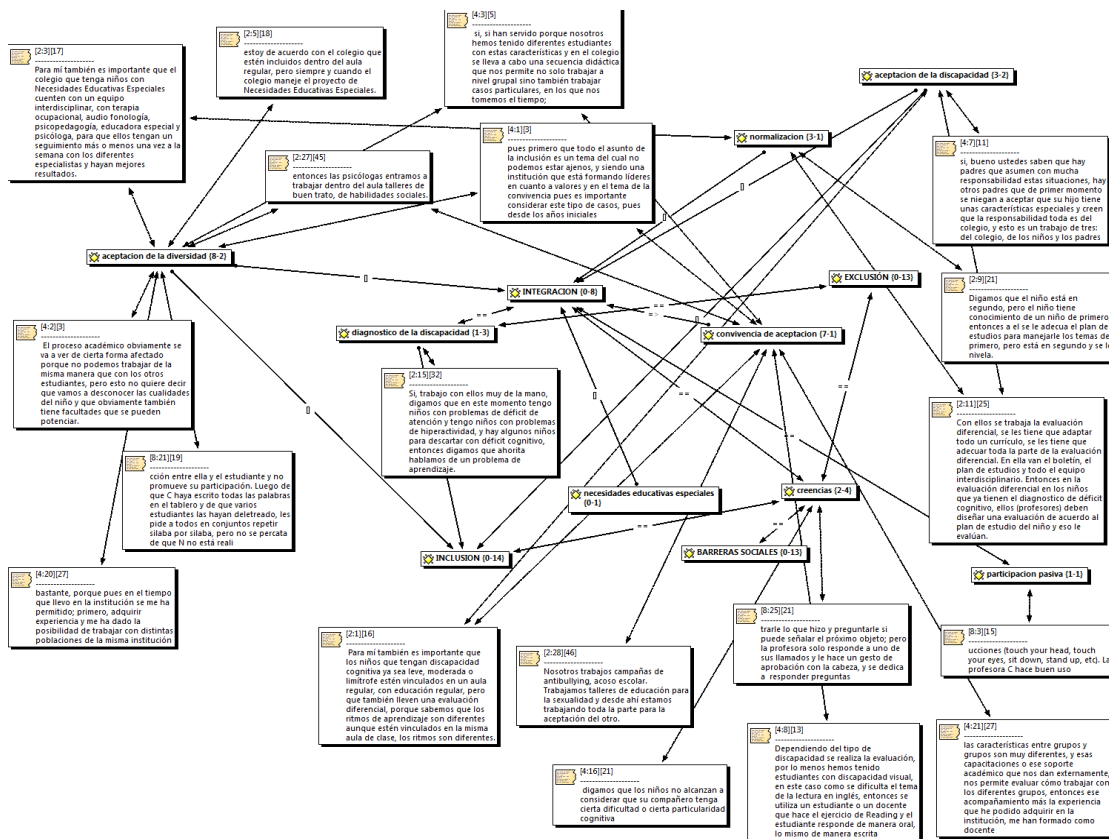 [2:3][17]
--------------------
Para mí también es importante que el
colegio que tenga niños con
Necesidades Educativas Especiales
cuenten con un equipo
interdisciplinar, con terapia
ocupacional, audio fonología,
psicopedagogía, educadora especial y
psicóloga, para que ellos tengan un
seguimiento más o menos una vez a la
semana con los diferentes
especialistas y hayan mejores
resultados.
[2:5][18]
--------------------
estoy de acuerdo con el colegio que
estén incluidos dentro del aula
regular, pero siempre y cuando el
colegio maneje el proyecto de
Necesidades Educativas Especiales.
[4:3][5]
--------------------
si, si han servido porque nosotros
hemos tenido diferentes estudiantes
con estas características y en el colegio
se lleva a cabo una secuencia didáctica
que nos permite no solo trabajar a
nivel grupal sino también trabajar
casos particulares, en los que nos
tomemos el tiempo;
aceptacion de la discapacidad {3-2}
normalizacion {3-1}
[4:1][3]
--------------------
pues primero que todo el asunto de
la inclusión es un tema del cual no
podemos estar ajenos, y siendo una
institución que está formando líderes
en cuanto a valores y en el tema de la
convivencia pues es importante
considerar este tipo de casos, pues
desde los años iniciales
[4:7][11]
--------------------
si, bueno ustedes saben que hay
padres que asumen con mucha
responsabilidad estas situaciones, hay
otros padres que de primer momento
se niegan a aceptar que su hijo tiene
unas características especiales y creen
que la responsabilidad toda es del
colegio, y esto es un trabajo de tres:
del colegio, de los niños y los padres
[2:27][45]
--------------------
entonces las psicólogas entramos a
trabajar dentro del aula talleres de
buen trato, de habilidades sociales.
aceptacion de la diversidad {8-2}
[]
INTEGRACION {0-8}
EXCLUSIÓN {0-13}
[2:9][21]
--------------------
Digamos que el niño está en
segundo, pero el niño tiene
conocimiento de un niño de primero,
entonces a el se le adecua el plan de
estudios para manejarle los temas de
primero, pero está en segundo y se le
nivela.
diagnostico de la discapacidad {1-3}
==
==
=>
[]
convivencia de aceptacion {7-1}
[4:2][3]
--------------------
El proceso académico obviamente se
va a ver de cierta forma afectado
porque no podemos trabajar de la
misma manera que con los otros
estudiantes, pero esto no quiere decir
que vamos a desconocer las cualidades
del niño y que obviamente también
tiene facultades que se pueden
potenciar.
[2:15][32]
--------------------
Si, trabajo con ellos muy de la mano,
digamos que en este momento tengo
niños con problemas de déficit de
atención y tengo niños con problemas
de hiperactividad, y hay algunos niños
para descartar con déficit cognitivo,
entonces digamos que ahorita
hablamos de un problema de
aprendizaje.
[]
[]
==
==
==
[2:11][25]
--------------------
Con ellos se trabaja la evaluación
diferencial, se les tiene que adaptar
todo un currículo, se les tiene que
adecuar toda la parte de la evaluación
diferencial. En ella van el boletín, el
plan de estudios y todo el equipo
interdisciplinario. Entonces en la
evaluación diferencial en los niños
que ya tienen el diagnostico de déficit
cognitivo, ellos (profesores) deben
diseñar una evaluación de acuerdo al
plan de estudio del niño y eso le
evalúan.
[8:21][19]
--------------------
cción entre ella y el estudiante y no
promueve su participación. Luego de
que C haya escrito todas las palabras
en el tablero y de que varios
estudiantes las hayan deletreado, les
pide a todos en conjuntos repetir
silaba por silaba, pero no se percata
de que N no está reali
necesidades educativas especiales
{0-1}
creencias {2-4}
==
==
INCLUSION {0-14}
BARRERAS SOCIALES {0-13}
participacion pasiva {1-1}
[4:20][27]
--------------------
bastante, porque pues en el tiempo
que llevo en la institución se me ha
permitido; primero, adquirir
experiencia y me ha dado la
posibilidad de trabajar con distintas
poblaciones de la misma institución
[8:25][21]
--------------------
trarle lo que hizo y preguntarle si
puede señalar el próximo objeto; pero
la profesora solo responde a uno de
sus llamados y le hace un gesto de
aprobación con la cabeza, y se dedica
a responder preguntas
[8:3][15]
--------------------
ucciones (touch your head, touch
your eyes, sit down, stand up, etc). La
profesora C hace buen uso
[2:1][16]
--------------------
Para mí también es importante que
los niños que tengan discapacidad
cognitiva ya sea leve, moderada o
limítrofe estén vinculados en un aula
regular, con educación regular, pero
que también lleven una evaluación
diferencial, porque sabemos que los
ritmos de aprendizaje son diferentes
aunque estén vinculados en la misma
aula de clase, los ritmos son diferentes.
[2:28][46]
--------------------
Nosotros trabajos campañas de
antibullying, acoso escolar.
Trabajamos talleres de educación para
la sexualidad y desde ahí estamos
trabajando toda la parte para la
aceptación del otro.
[4:8][13]
--------------------
Dependiendo del tipo de
discapacidad se realiza la evaluación,
por lo menos hemos tenido
estudiantes con discapacidad visual,
en este caso como se dificulta el tema
de la lectura en inglés, entonces se
utiliza un estudiante o un docente
que hace el ejercicio de Reading y el
estudiante responde de manera oral,
lo mismo de manera escrita
[4:21][27]
--------------------
las características entre grupos y
grupos son muy diferentes, y esas
capacitaciones o ese soporte
académico que nos dan externamente,
nos permite evaluar cómo trabajar con
los diferentes grupos, entonces ese
acompañamiento más la experiencia
que he podido adquirir en la
institución, me han formado como
docente
[4:16][21]
--------------------
digamos que los niños no alcanzan a
considerar que su compañero tenga
cierta dificultad o cierta particularidad
cognitiva